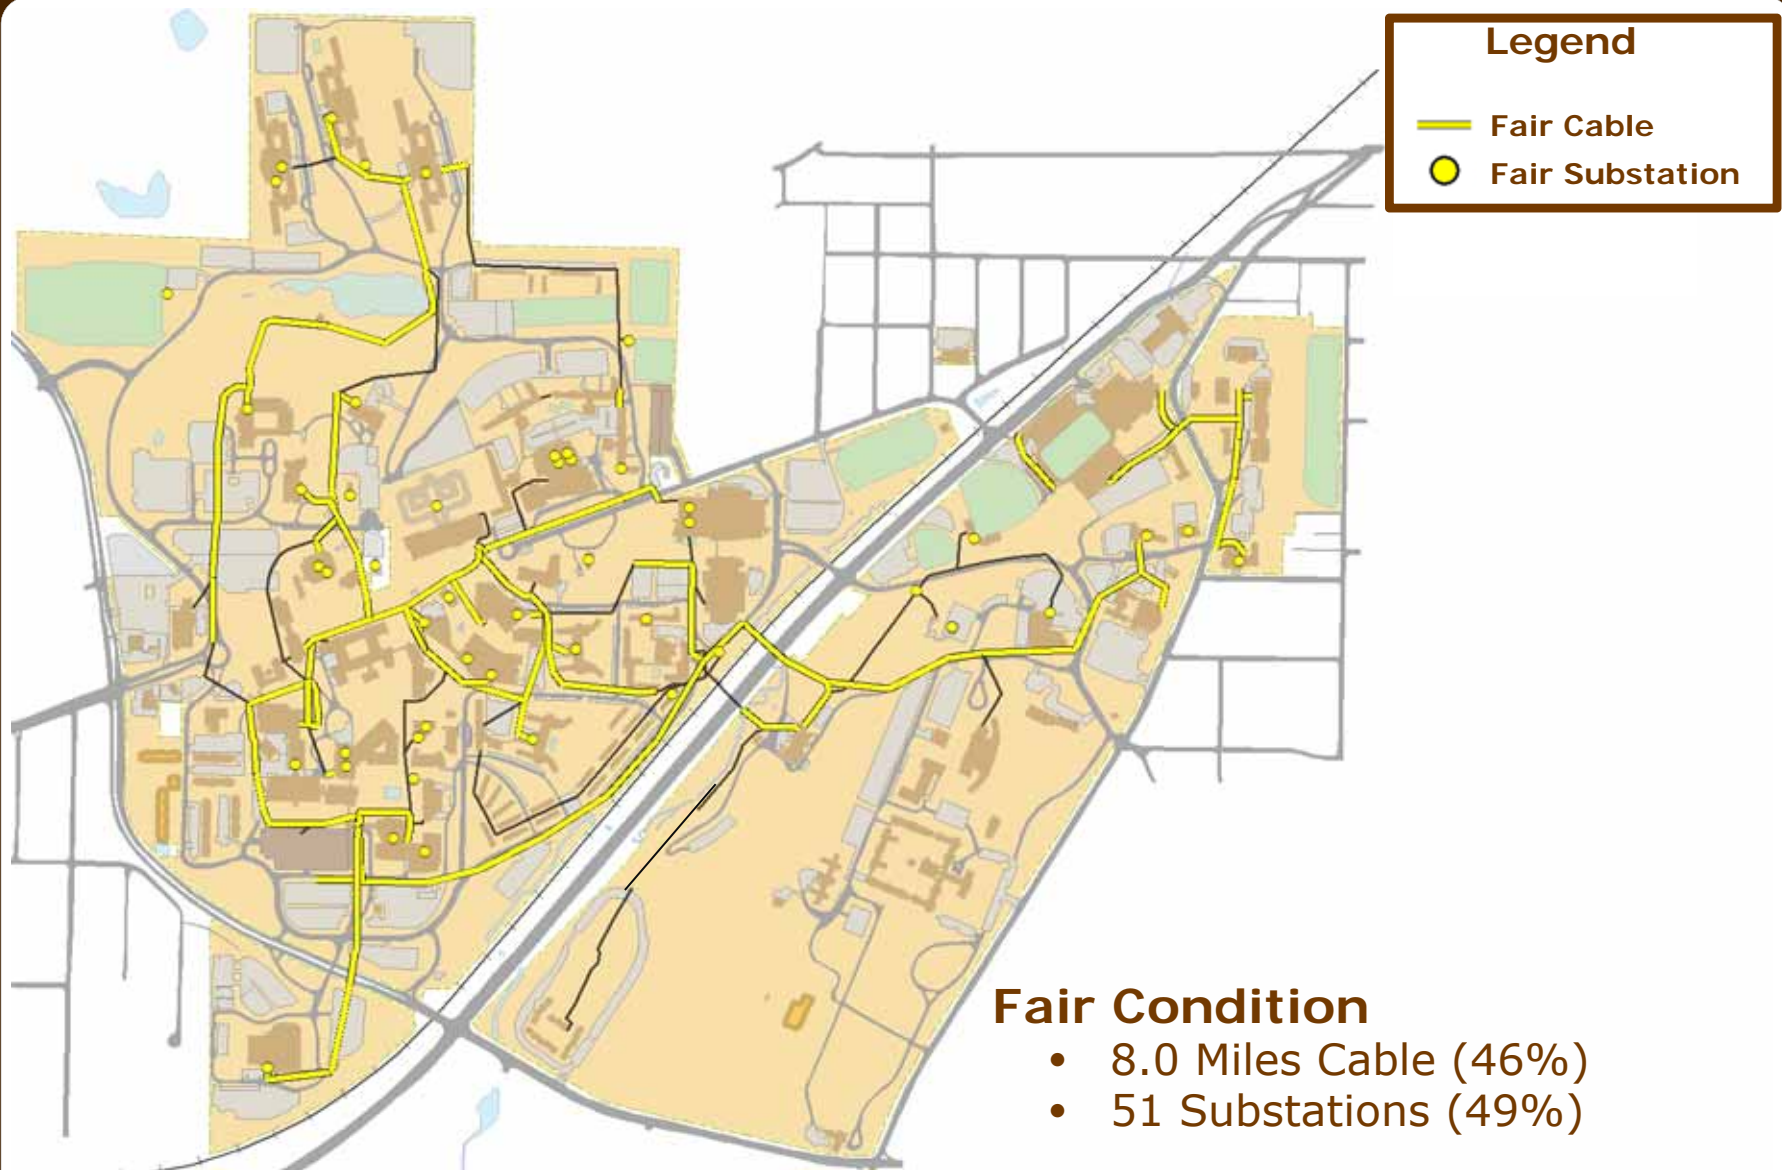 Legend
Fair Cable
Fair Substation
Fair Condition
• 8.0 Miles Cable (46%)
• 51 Substations (49%)